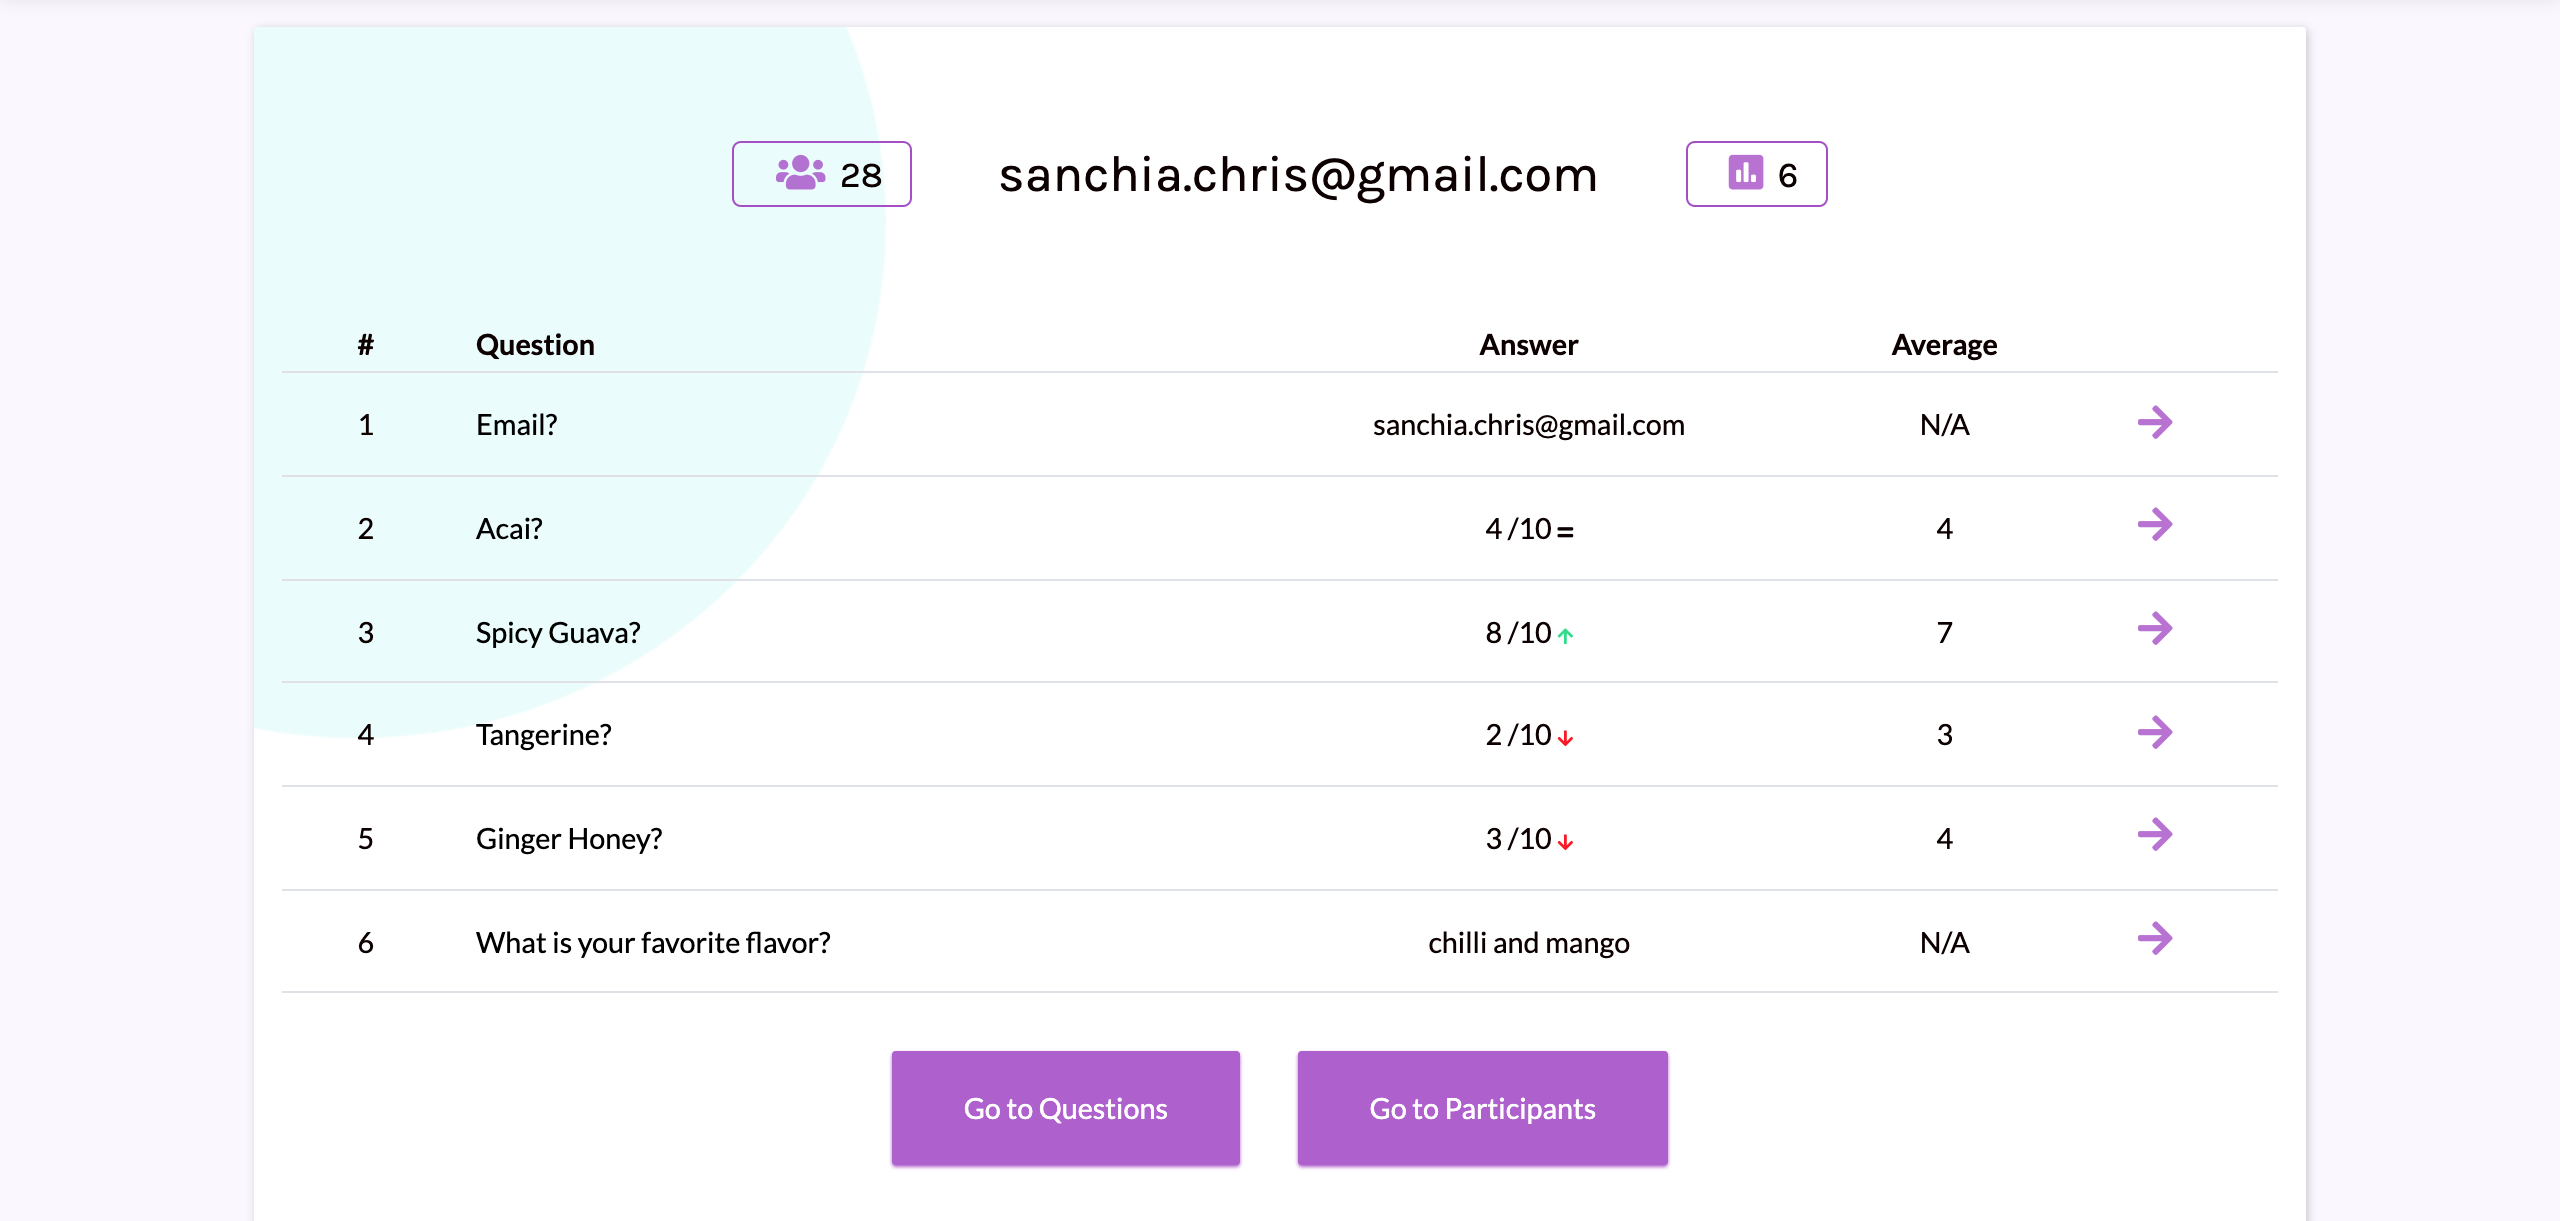 28 sanchia.chris@gmail.com 6
# Question Answer Average
1 Email? sanchia.chris@gmail.com N/A
2 Acai? 4 /10 = 4
3 Spicy Guava? 8 /10 ↑ 7
4 Tangerine? 2 /10 ↓ 3
5 Ginger Honey? 3 /10 ↓ 4
6 What is your favorite flavor? chilli and mango N/A
Go to Questions Go to Participants